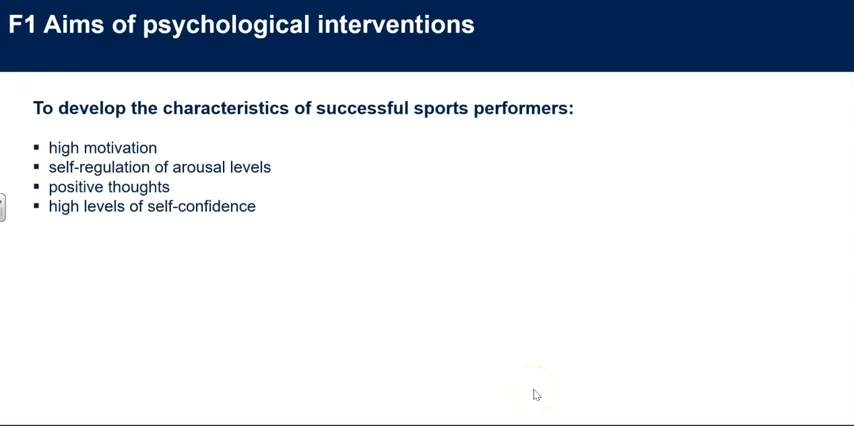 F1 Aims of psychological interventions
To develop the characteristics of successful sports performers:
▪ high motivation
▪ self-regulation of arousal levels
▪ positive thoughts
▪ high levels of self-confidence